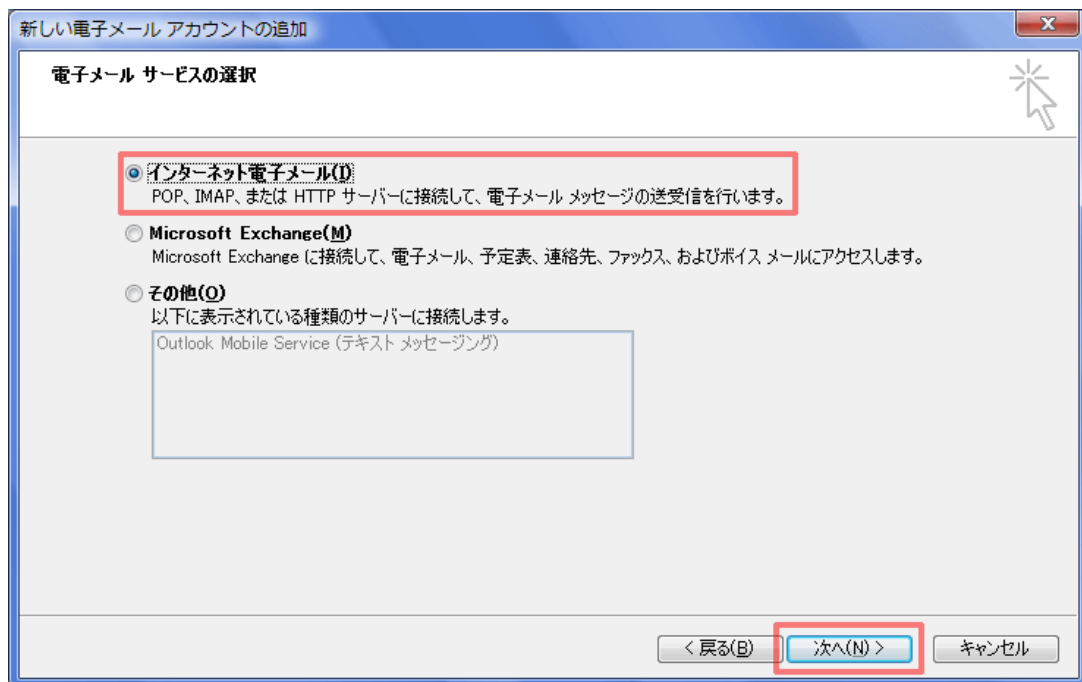 新しい電子メール アカウントの追加
電子メール サービスの選択
インターネット電子メール(I)
POP、IMAP、または HTTP サーバーに接続して、電子メール メッセージの送受信を行います。
Microsoft Exchange(M)
Microsoft Exchange に接続して、電子メール、予定表、連絡先、ファックス、およびボイス メールにアクセスします。
その他(O)
以下に表示されている種類のサーバーに接続します。
Outlook Mobile Service (テキスト メッセージング)
< 戻る(B) 次へ(N) > キャンセル